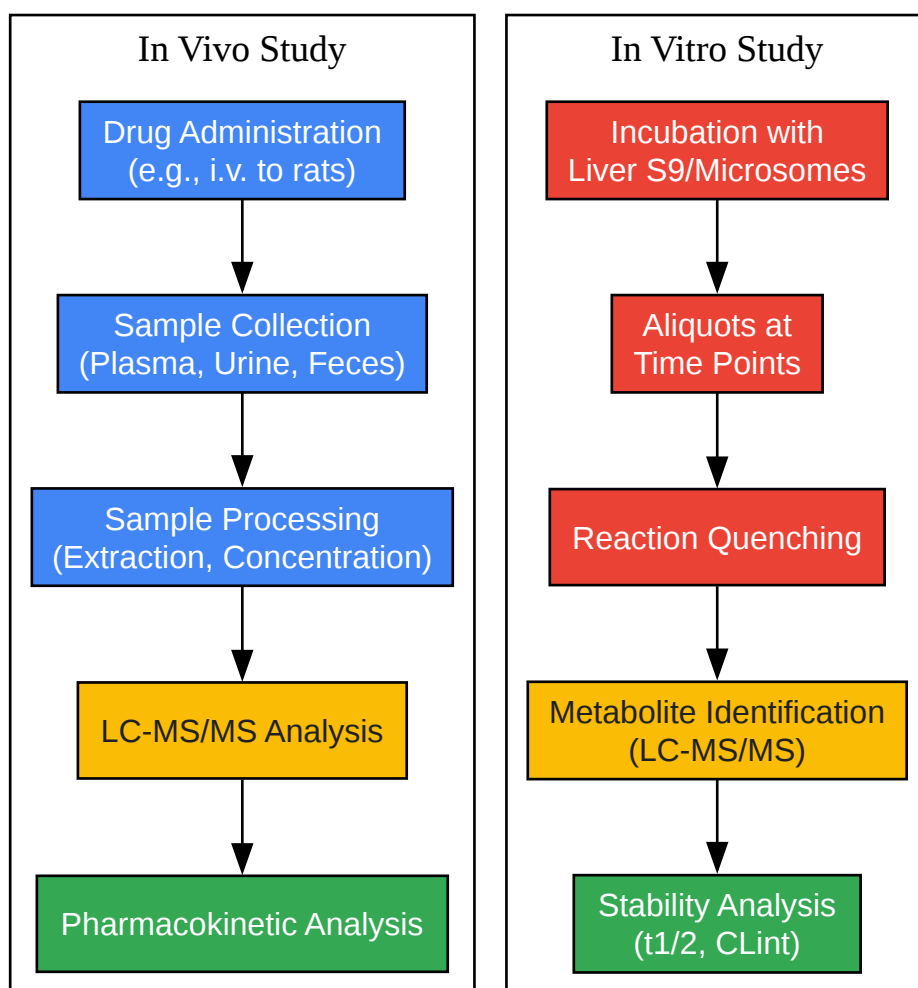 In Vivo Study
Drug Administration
(e.g., i.v. to rats)
Sample Collection
(Plasma, Urine, Feces)
Sample Processing
(Extraction, Concentration)
LC-MS/MS Analysis
Pharmacokinetic Analysis
In Vitro Study
Incubation with
Liver S9/Microsomes
Aliquots at
Time Points
Reaction Quenching
Metabolite Identification
(LC-MS/MS)
Stability Analysis
(t1/2, CLint)